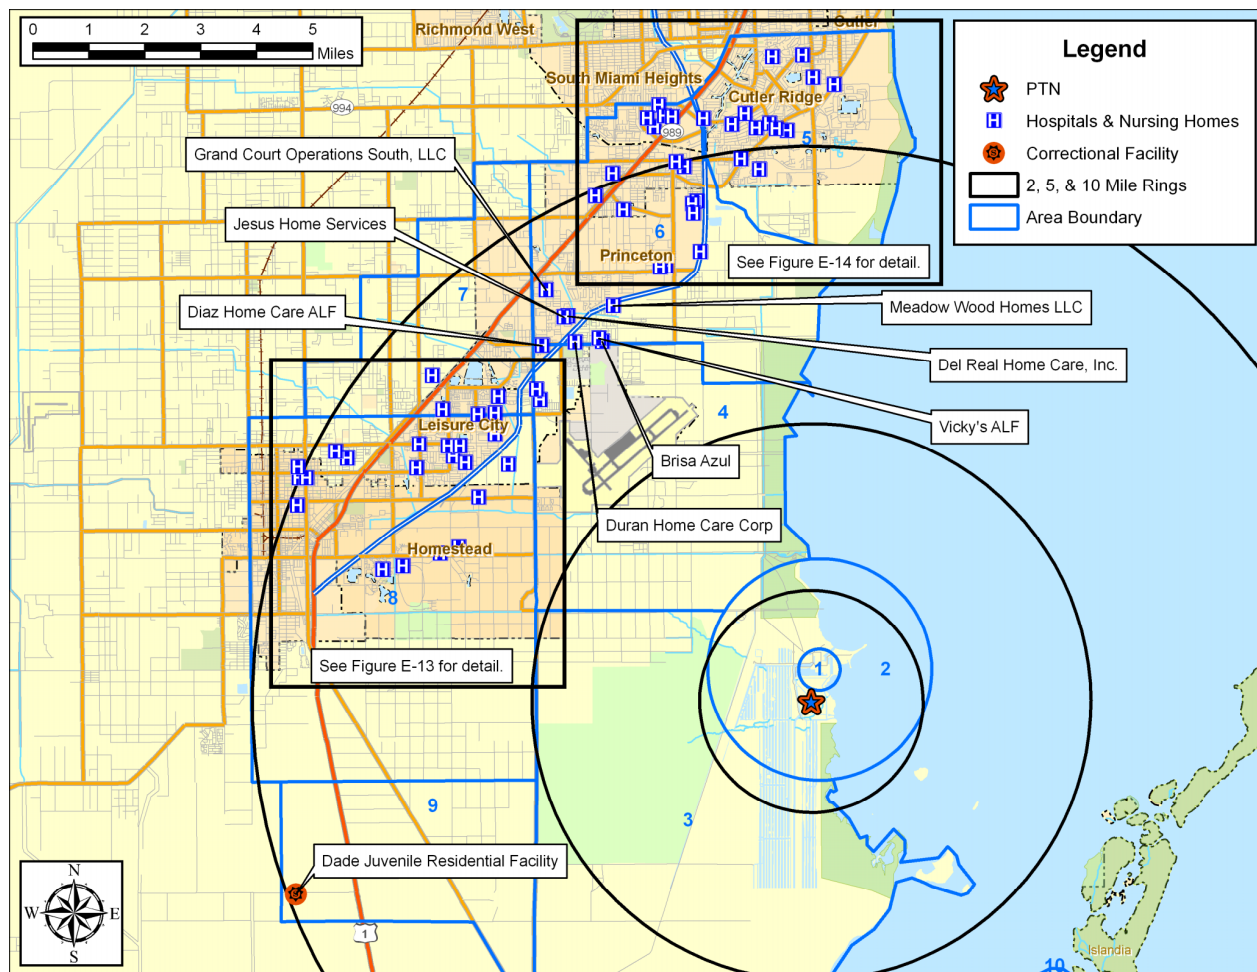 0 1 2 3 4 5
Miles
Richmond West
Cutler
Legend
PTN
Hospitals & Nursing Homes
Correctional Facility
2, 5, & 10 Mile Rings
Area Boundary
994
South Miami Heights
Cutler Ridge
989
5
Grand Court Operations South, LLC
Jesus Home Services
6
Princeton
See Figure E-14 for detail.
7
Diaz Home Care ALF
Meadow Wood Homes LLC
Del Real Home Care, Inc.
Vicky's ALF
4
Leisure City
Brisa Azul
Duran Home Care Corp
Homestead
8
See Figure E-13 for detail.
1
2
9
3
Dade Juvenile Residential Facility
N
W E
S
1
Islandia
10